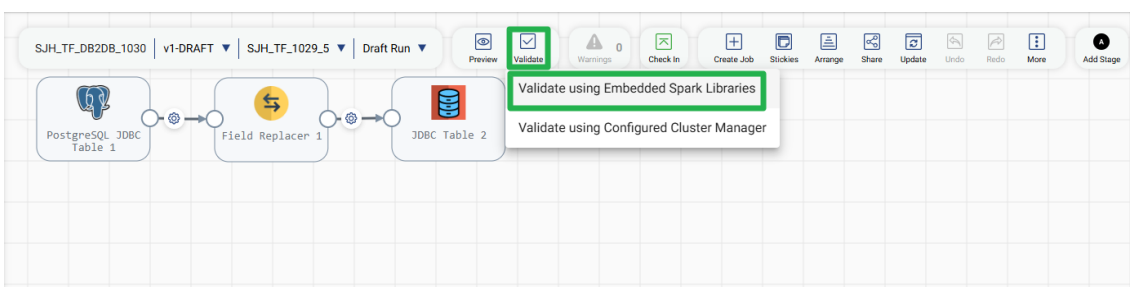 SJH_TF_DB2DB_1030 v1-DRAFT ▼ SJH_TF_1029_5 ▼ Draft Run ▼
Preview Validate Warnings 0 Check In Create Job Stickies Arrange Share Update Undo Redo More A Add Stage
Validate using Embedded Spark Libraries
Validate using Configured Cluster Manager
PostgreSQL JDBC
Table 1
Field Replacer 1
JDBC Table 2